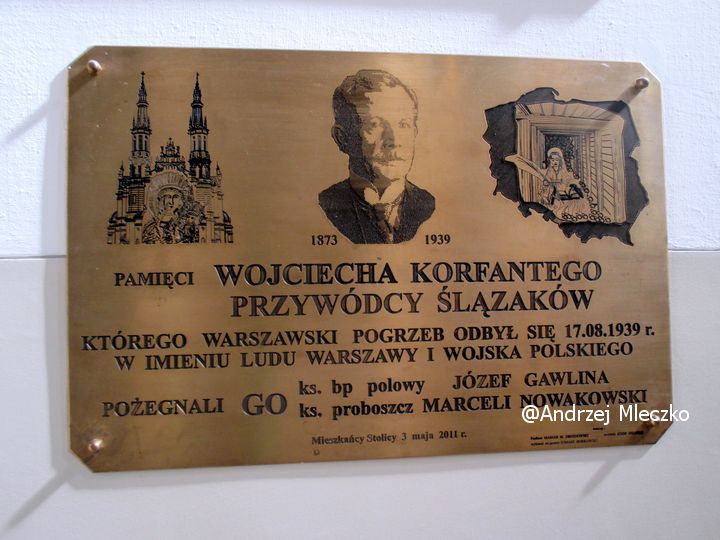 1873 1939
PAMIĘCI WOJCIECHA KORFANTEGO
PRZYWÓDCY ŚLĄZAKÓW
KTÓREGO WARSZAWSKI POGRZEB ODBYŁ SIĘ 17.08.1939 r.
W IMIENIU LUDU WARSZAWY I WOJSKA POLSKIEGO
POŻEGNALI GO ks. bp polowy JÓZEF GAWLINA
ks. proboszcz MARCELI NOWAKOWSKI
@Andrzej Mleczko
Mieszkańcy Stolicy 3 maja 2011 r.